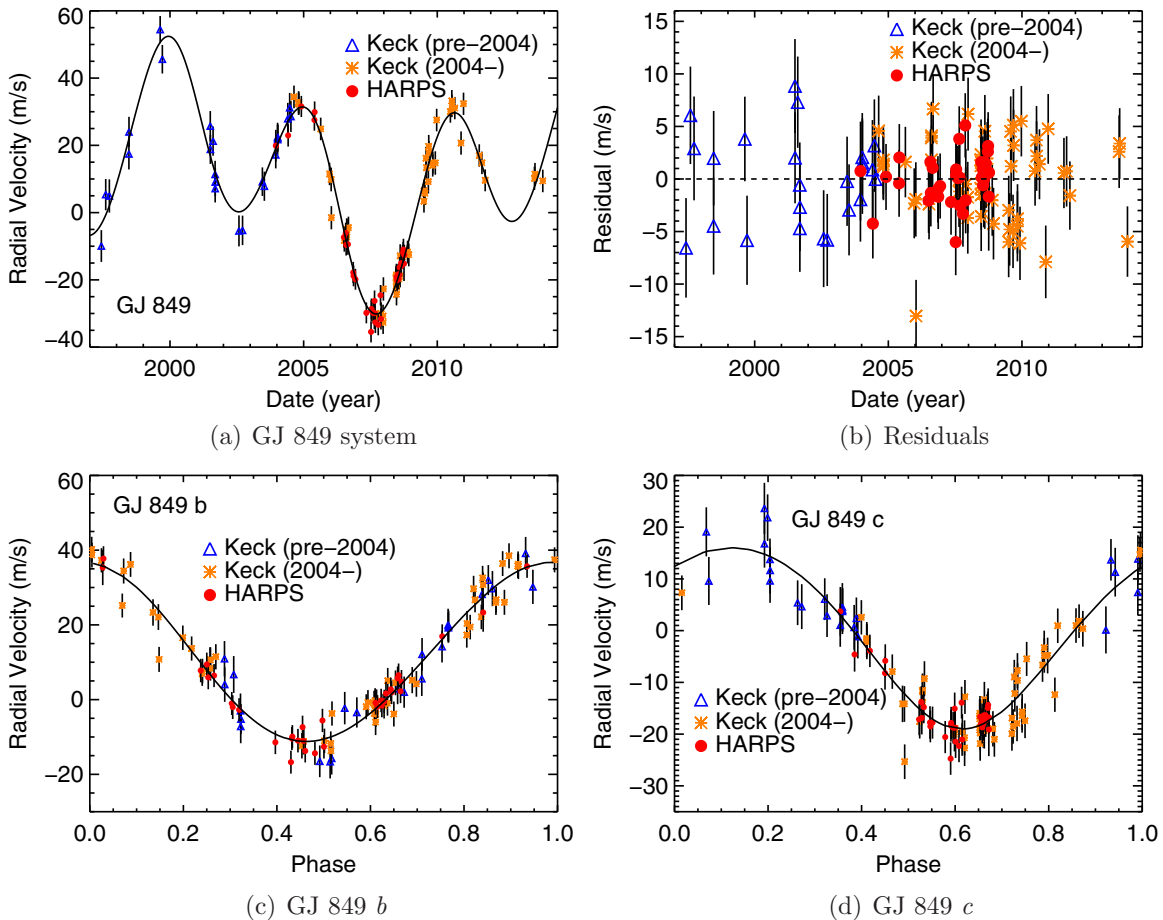 60
40
20
0
−20
−40
Radial Velocity (m/s)
Keck (pre−2004)
Keck (2004−)
HARPS
GJ 849
2000 2005 2010
Date (year)
(a) GJ 849 system
15
10
5
0
−5
−10
−15
Residual (m/s)
Keck (pre−2004)
Keck (2004−)
HARPS
2000 2005 2010
Date (year)
(b) Residuals
60
40
20
0
−20
Radial Velocity (m/s)
GJ 849 b
Keck (pre−2004)
Keck (2004−)
HARPS
0.0 0.2 0.4 0.6 0.8 1.0
Phase
(c) GJ 849 b
30
20
10
0
−10
−20
−30
Radial Velocity (m/s)
GJ 849 c
Keck (pre−2004)
Keck (2004−)
HARPS
0.0 0.2 0.4 0.6 0.8 1.0
Phase
(d) GJ 849 c